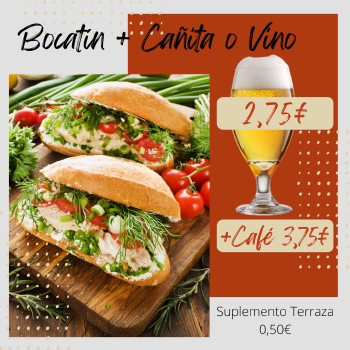 Bocatin + Cañita o Vino
2,75€
+Café 3,75€
Suplemento Terraza
0,50€